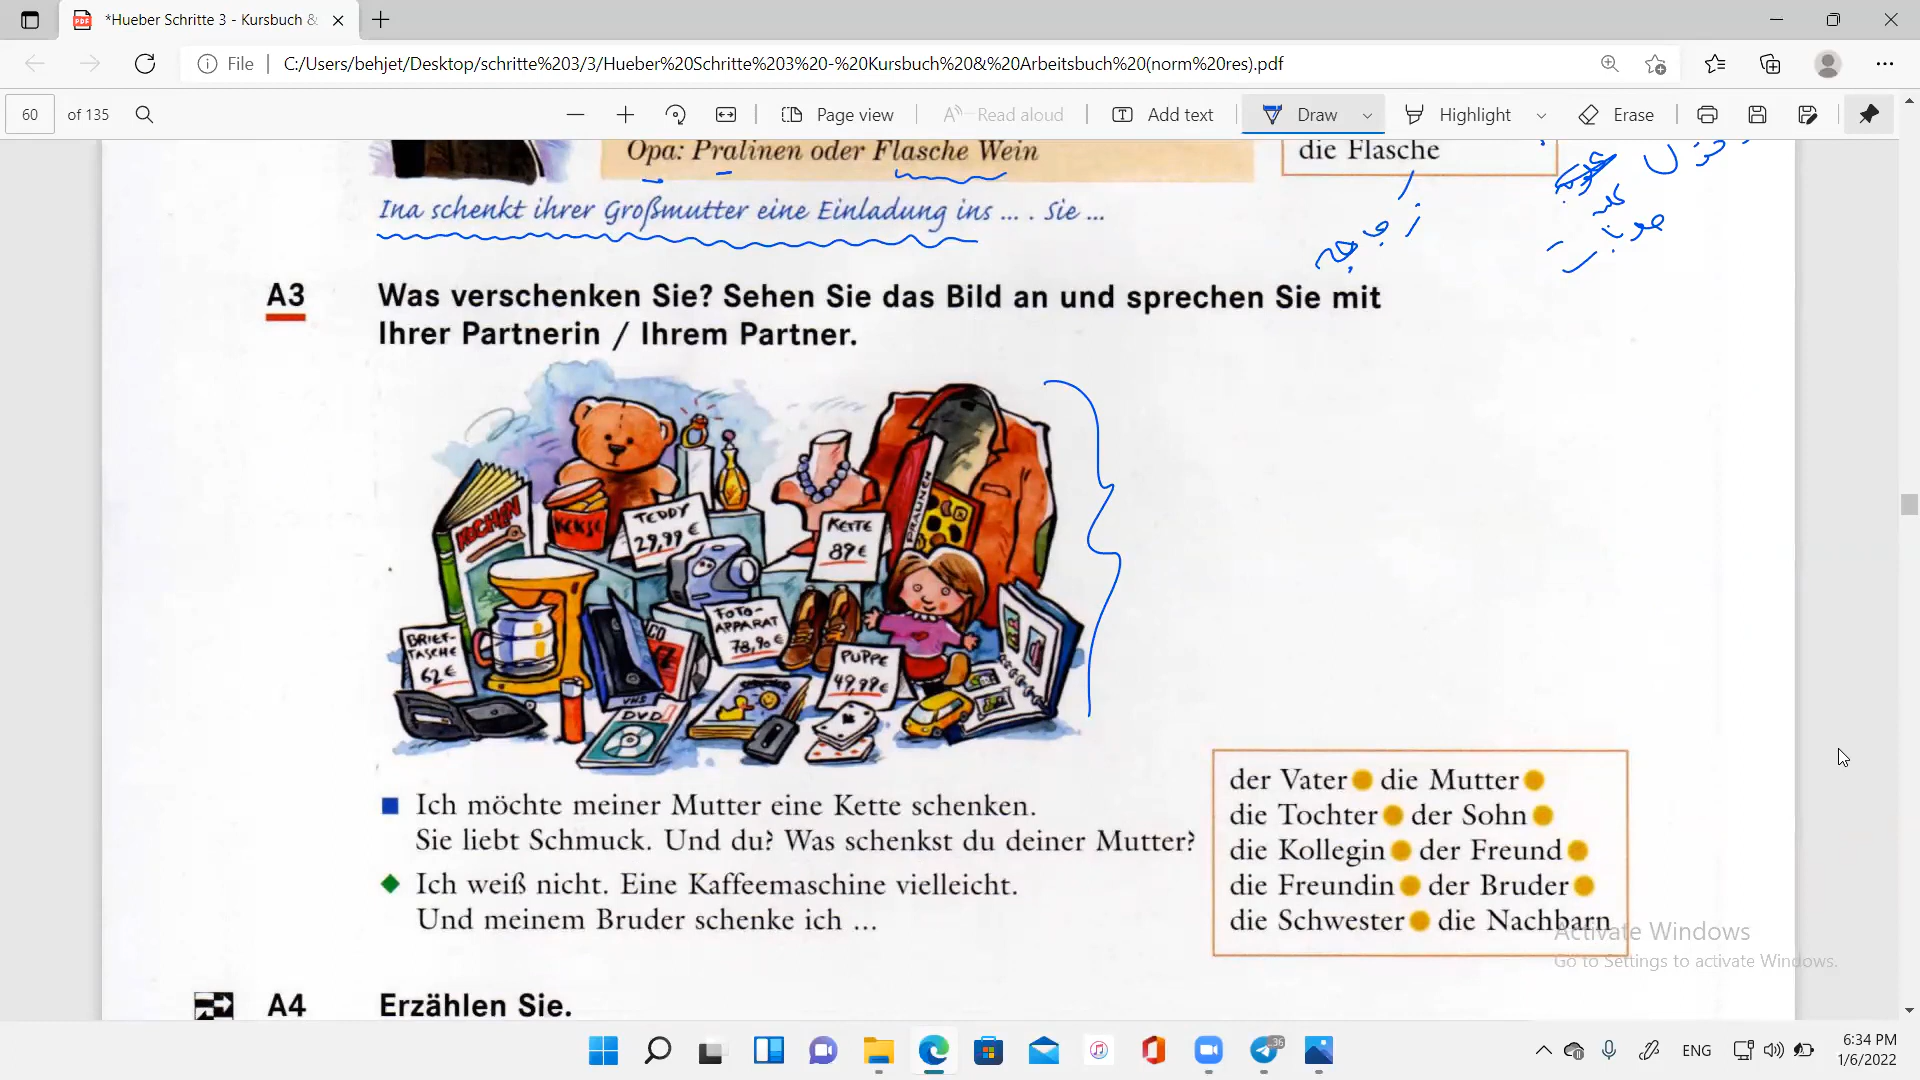 *Hueber Schritte 3 - Kursbuch &
File
C:/Users/behjet/Desktop/schritte%203/3/Hueber%20Schritte%203%20-%20Kursbuch%20&%20Arbeitsbuch%20(norm%20res).pdf
60 of 135
Page view
Read aloud
Add text
Draw
Highlight
Erase
Opa: Pralinen oder Flasche Wein
die Flasche
Ina schenkt ihrer Großmutter eine Einladung ins ... . Sie ...
A3 Was verschenken Sie? Sehen Sie das Bild an und sprechen Sie mit
Ihrer Partnerin / Ihrem Partner.
KOCHEN
KEKSE
TEDDY
29,99 €
KETTE
89 €
PRALINEN
FOTO-
APPARAT
78,90 €
BRIEF-
TASCHE
62 €
PUPPE
49,99 €
CD
VHS
DVD
Ich möchte meiner Mutter eine Kette schenken.
Sie liebt Schmuck. Und du? Was schenkst du deiner Mutter?
Ich weiß nicht. Eine Kaffeemaschine vielleicht.
Und meinem Bruder schenke ich ...
der Vater ● die Mutter ●
die Tochter ● der Sohn ●
die Kollegin ● der Freund ●
die Freundin ● der Bruder ●
die Schwester ● die Nachbarn
Activate Windows
Go to Settings to activate Windows.
A4 Erzählen Sie.
36
ENG
6:34 PM
1/6/2022